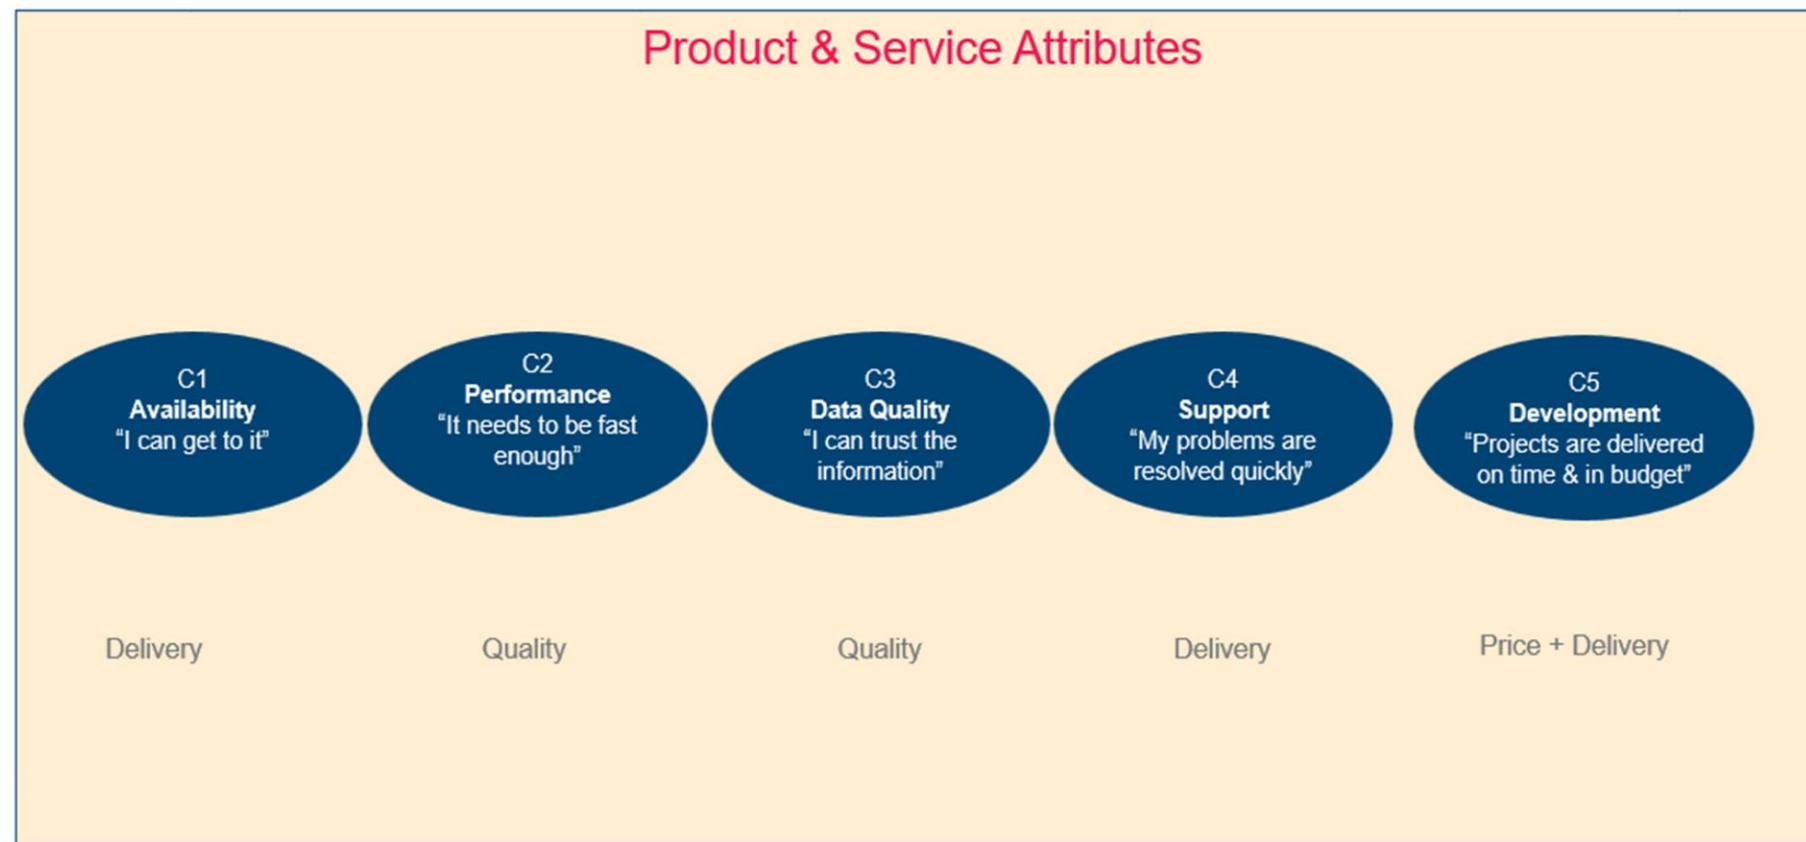 Product & Service Attributes
C1
Availability
“I can get to it”
C2
Performance
“It needs to be fast
enough”
C3
Data Quality
“I can trust the
information”
C4
Support
“My problems are
resolved quickly”
C5
Development
“Projects are delivered
on time & in budget”
Delivery
Quality
Quality
Delivery
Price + Delivery